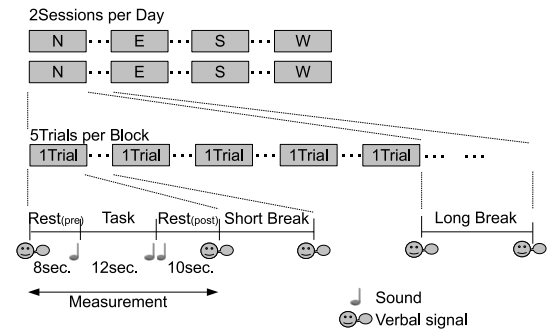 2Sessions per Day
N ··· E ··· S ··· W
N ··· E ··· S ··· W
5Trials per Block
1Trial ··· 1Trial ··· 1Trial ··· 1Trial ··· 1Trial ··· ···
Rest(pre) Task Rest(post) Short Break Long Break
8sec. 12sec. 10sec.
Measurement
Sound
Verbal signal